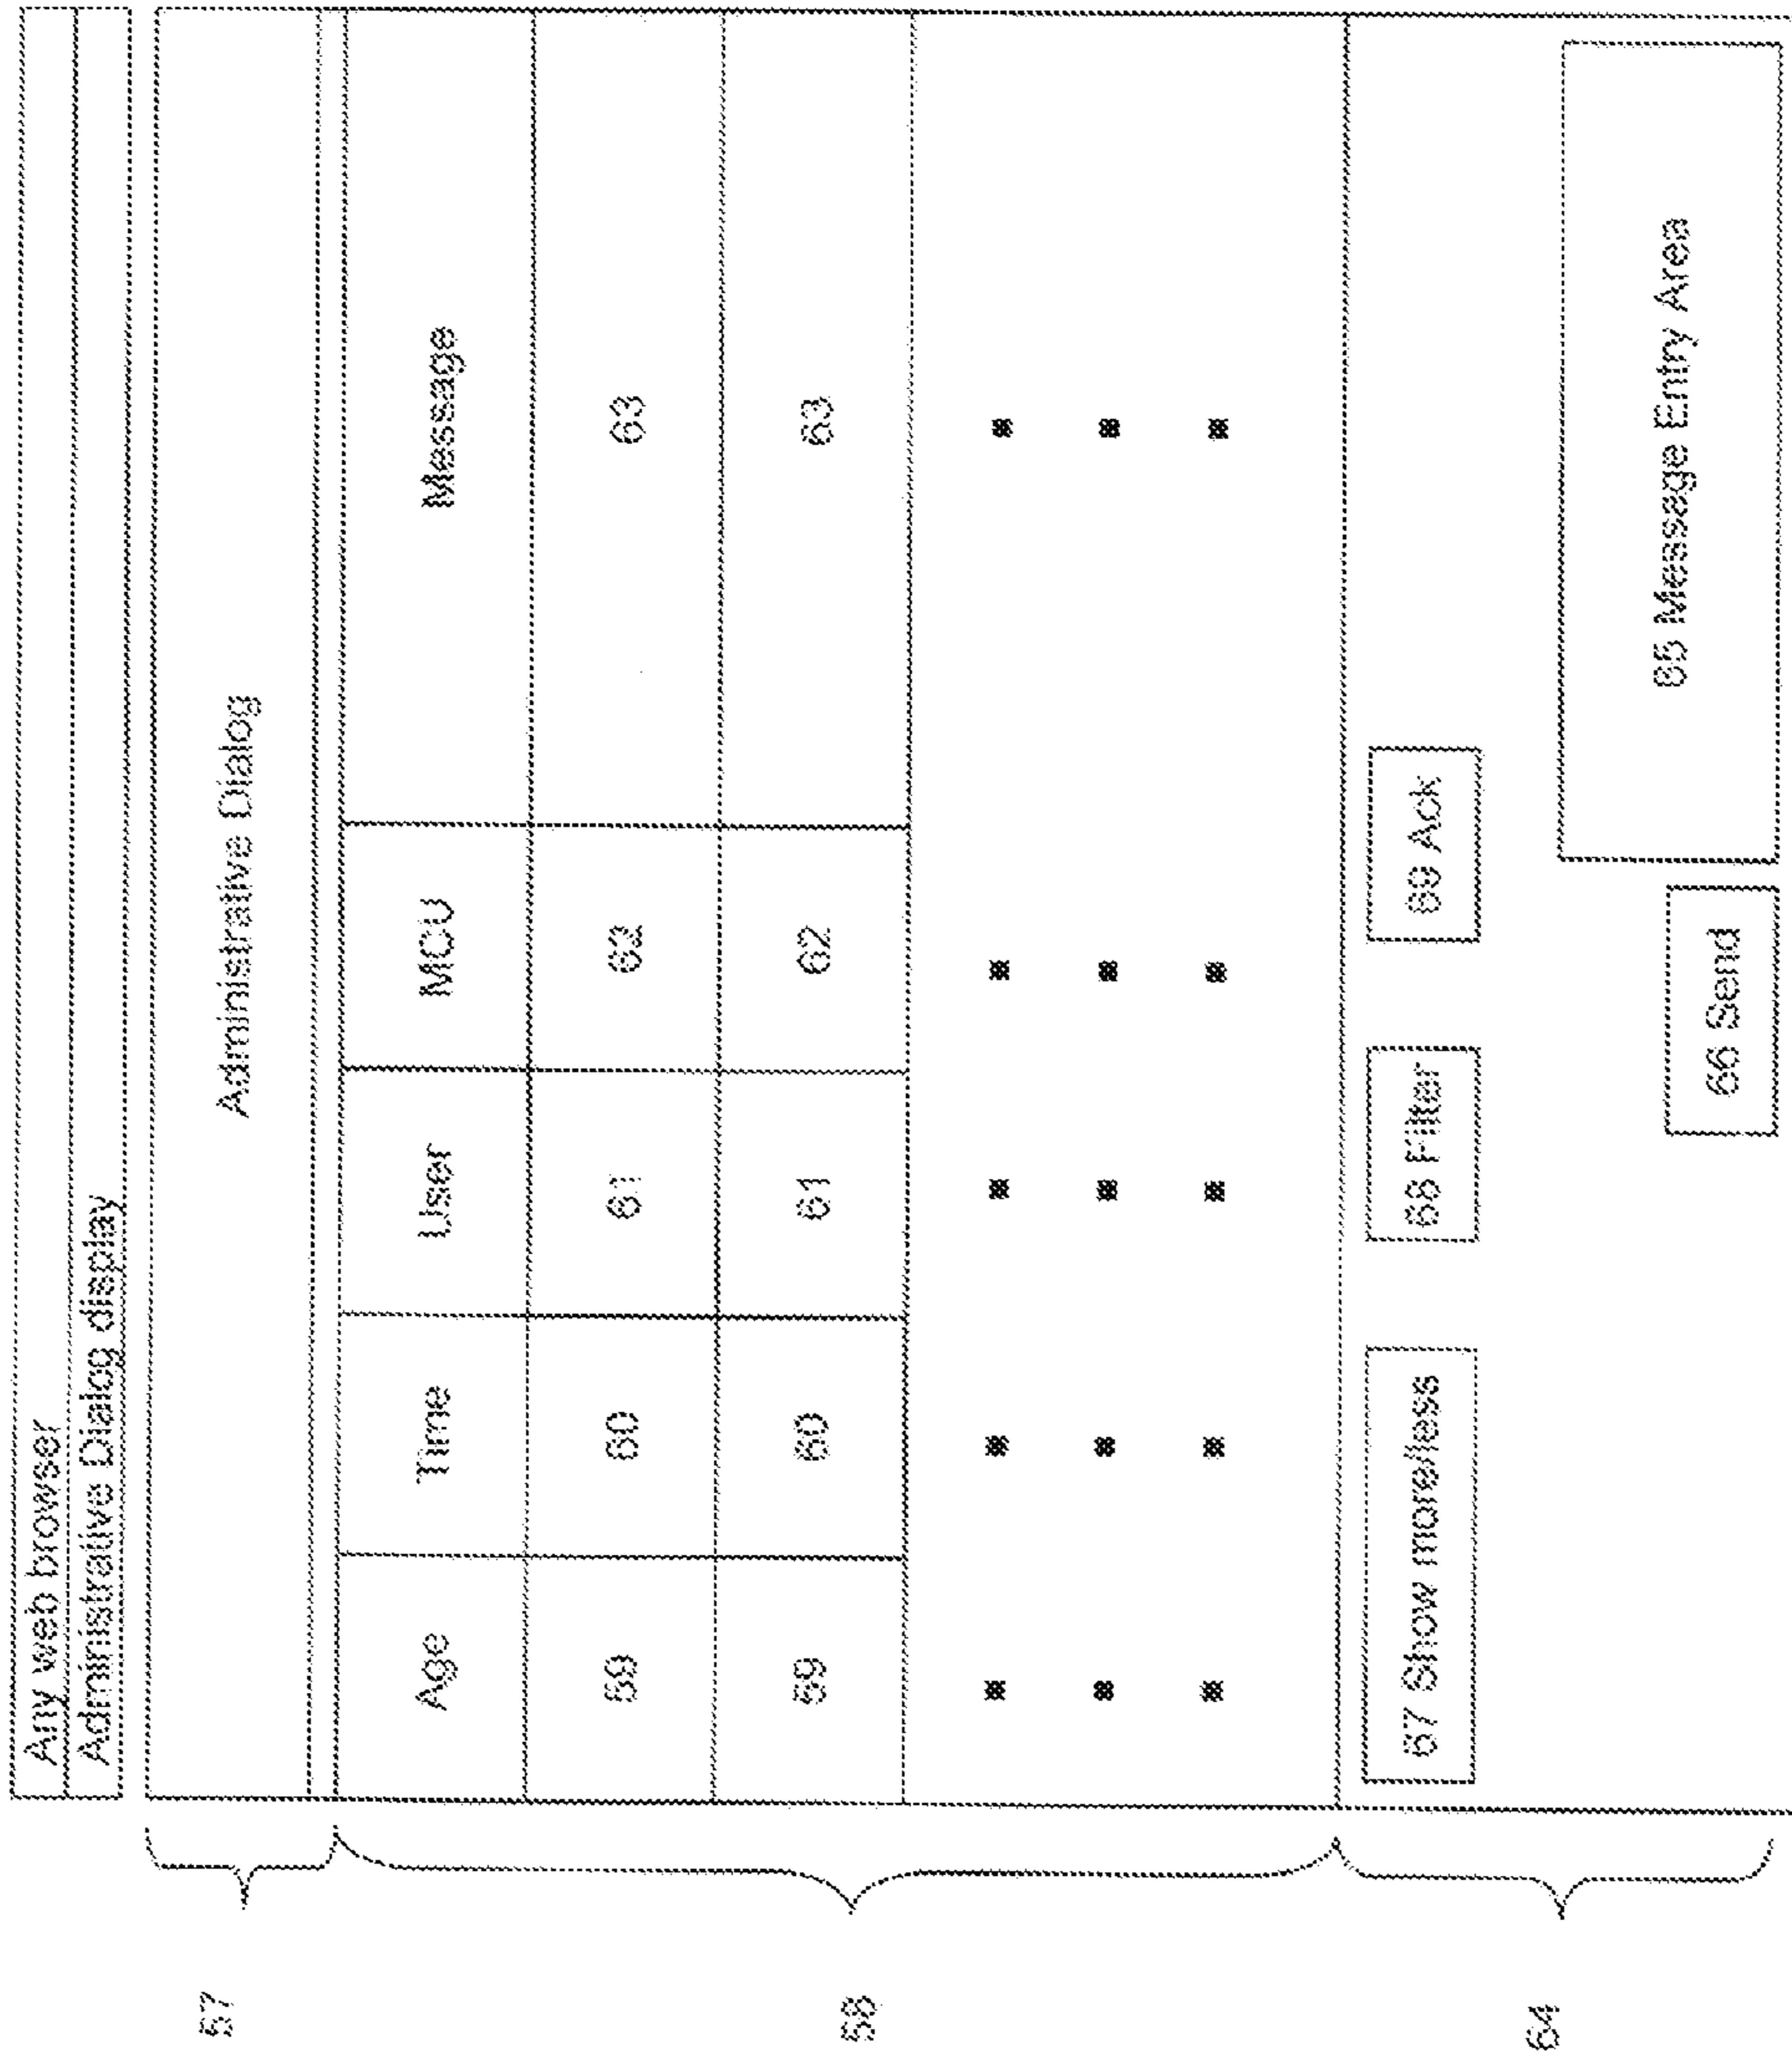 Any web browser
Administrative Dialog display
57
Administrative Dialog
Age Time User MCU Message
59 60 61 62 63
59 60 61 62 63
58
67 Show more/less 68 Filter 69 Ack
64
66 Send
65 Message Entry Area